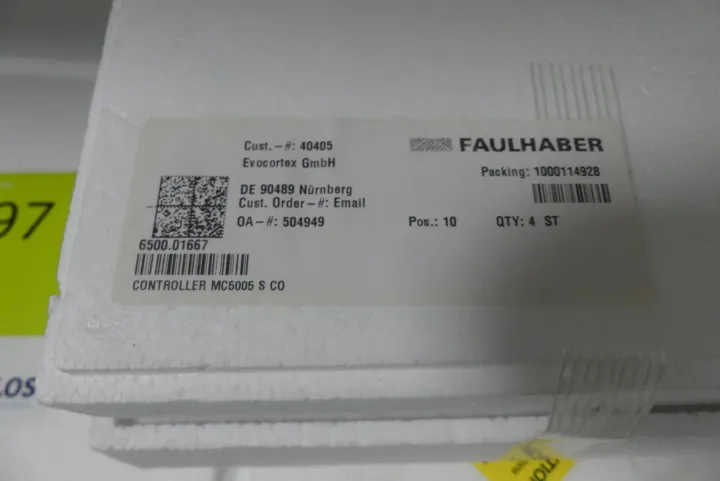 Cust.-#: 40405
Evocortex GmbH
FAULHABER
Packing: 1000114928
DE 90489 Nürnberg
Cust. Order-#: Email
OA-#: 504949
Pos.: 10
QTY: 4 ST
6500.01667
CONTROLLER MC5005 S CO
97
LOS